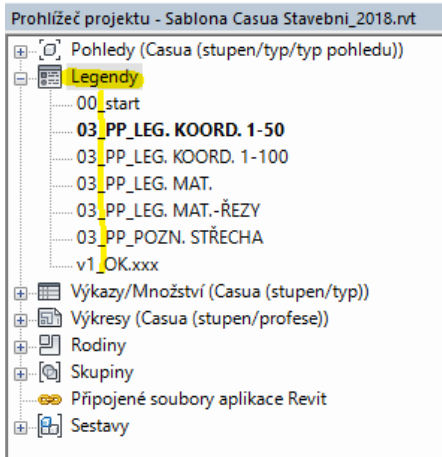 Prohlížeč projektu - Sablona Casua Stavebni_2018.rvt
Pohledy (Casua (stupen/typ/typ pohledu))
Legendy
00_start
03_PP_LEG. KOORD. 1-50
03_PP_LEG. KOORD. 1-100
03_PP_LEG. MAT.
03_PP_LEG. MAT.-ŘEZY
03_PP_POZN. STŘECHA
v1_OK.xxx
Výkazy/Množství (Casua (stupen/typ))
Výkresy (Casua (stupen/profese))
Rodiny
Skupiny
Připojené soubory aplikace Revit
Sestavy